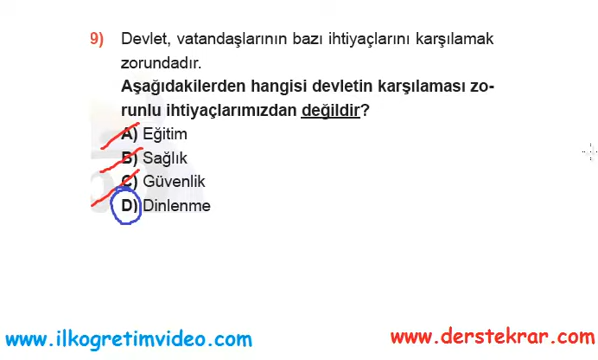 9) Devlet, vatandaşlarının bazı ihtiyaçlarını karşılamak
zorundadır.
Aşağıdakilerden hangisi devletin karşılaması zo-
runlu ihtiyaçlarımızdan değildir?
A) Eğitim
B) Sağlık
C) Güvenlik
D) Dinlenme
www.ilkogretimvideo.com
www.derstekrar.com